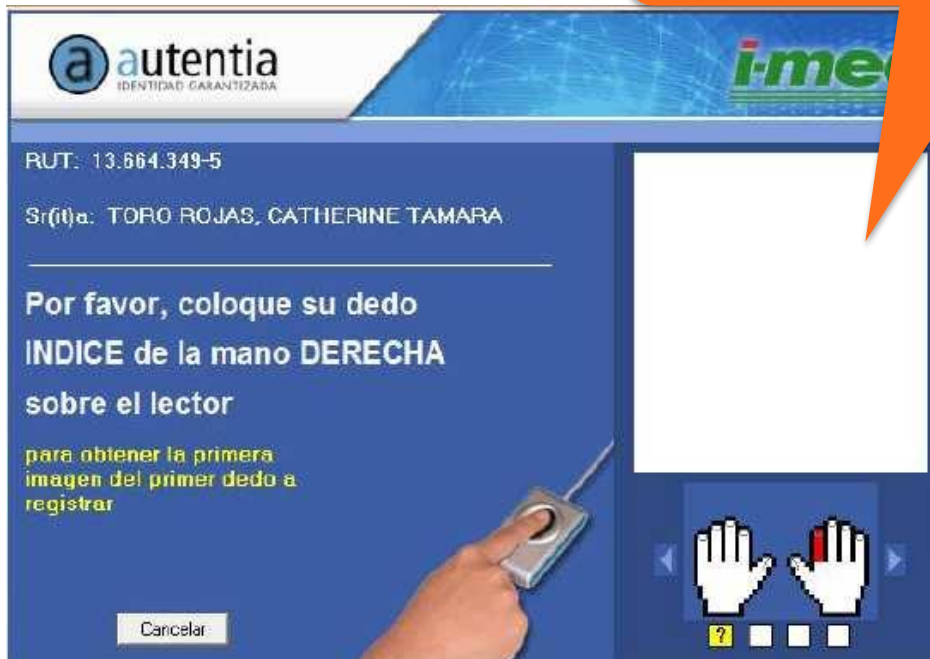 a autentia
IDENTIDAD GARANTIZADA
i-med
RUT: 13.664.349-5
Sr(it)a: TORO ROJAS, CATHERINE TAMARA
Por favor, coloque su dedo
INDICE de la mano DERECHA
sobre el lector
para obtener la primera
imagen del primer dedo a
registrar
Cancelar
?